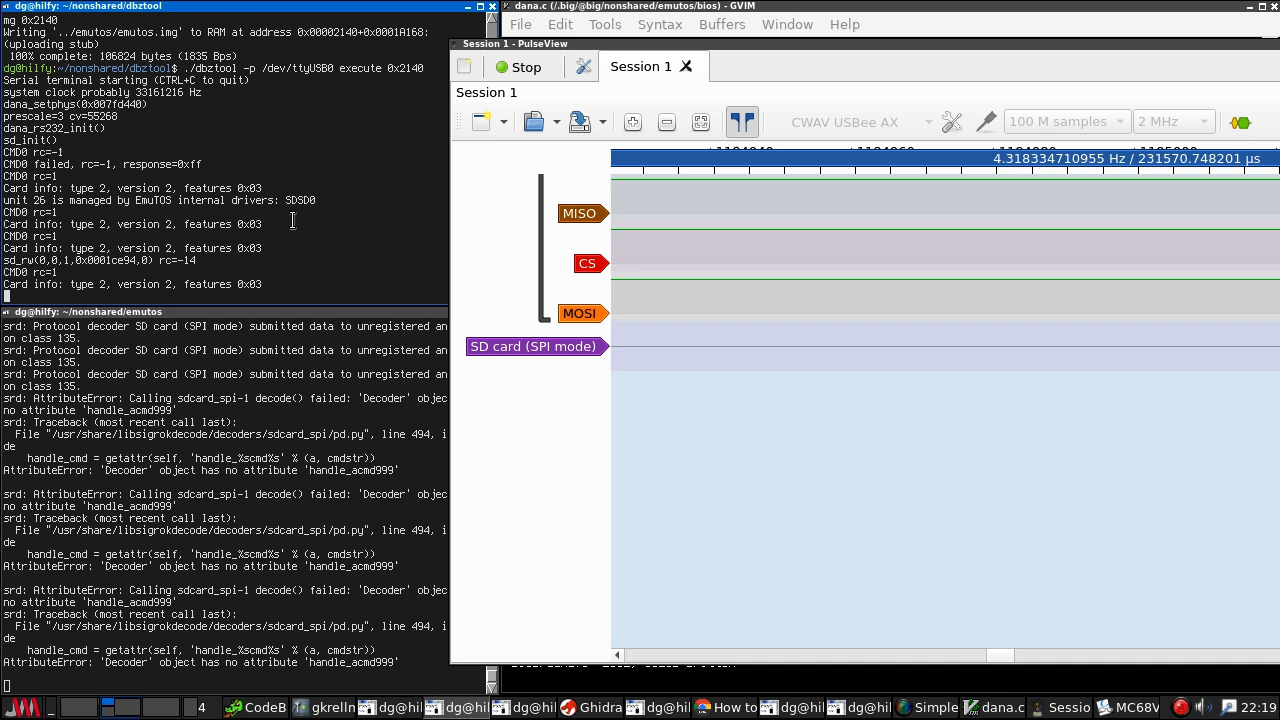 dg@hilfy: ~/nonshared/dbztool
mg 0x2140
(uploading stub)
100% complete: 106824 bytes (1835 Bps)
dg@hilfy:~/nonshared/dbztool$ ./dbztool -p /dev/ttyUSB0 execute 0x2140
Serial terminal starting (CTRL+C to quit)
system clock probably 33161216 Hz
dana_setphys(0x007fd440)
prescale=3 cv=55268
dana_rs232_init()
sd_init()
CMD0 rc=-1
CMD0 failed, rc=-1, response=0xff
CMD0 rc=1
Card info: type 2, version 2, features 0x03
unit 26 is managed by EmuTOS internal drivers: SDSD0
CMD0 rc=1
Card info: type 2, version 2, features 0x03
CMD0 rc=1
Card info: type 2, version 2, features 0x03
sd_rw(0,0,1,0x0001ce94,0) rc=-14
CMD0 rc=1
Card info: type 2, version 2, features 0x03
dg@hilfy: ~/nonshared/emutos
srd: Protocol decoder SD card (SPI mode) submitted data to unregistered an
on class 135.
srd: Protocol decoder SD card (SPI mode) submitted data to unregistered an
on class 135.
srd: Protocol decoder SD card (SPI mode) submitted data to unregistered an
on class 135.
srd: AttributeError: Calling sdcard_spi-1 decode() failed: 'Decoder' objec
no attribute 'handle_acmd999'
srd: Traceback (most recent call last):
File "/usr/share/libsigrokdecode/decoders/sdcard_spi/pd.py", line 494, i
de
handle_cmd = getattr(self, 'handle_%scmd%s' % (a, cmdstr))
AttributeError: 'Decoder' object has no attribute 'handle_acmd999'
srd: AttributeError: Calling sdcard_spi-1 decode() failed: 'Decoder' objec
no attribute 'handle_acmd999'
srd: Traceback (most recent call last):
File "/usr/share/libsigrokdecode/decoders/sdcard_spi/pd.py", line 494, i
de
handle_cmd = getattr(self, 'handle_%scmd%s' % (a, cmdstr))
AttributeError: 'Decoder' object has no attribute 'handle_acmd999'
srd: AttributeError: Calling sdcard_spi-1 decode() failed: 'Decoder' objec
no attribute 'handle_acmd999'
srd: Traceback (most recent call last):
File "/usr/share/libsigrokdecode/decoders/sdcard_spi/pd.py", line 494, i
de
handle_cmd = getattr(self, 'handle_%scmd%s' % (a, cmdstr))
AttributeError: 'Decoder' object has no attribute 'handle_acmd999'
dana.c (/.big/@big/nonshared/emutos/bios) - GVIM
File Edit Tools Syntax Buffers Window Help
Session 1 - PulseView
Stop Session 1
Session 1
CWAV USBee AX 100 M samples 2 MHz
4.318334710955 Hz / 231570.748201 µs
MISO
CS
MOSI
SD card (SPI mode)
4 CodeB gkrelln dg@hil dg@hil dg@hil Ghidra dg@hil How to dg@hil dg@hil Simple dana.c Sessio MC68V 22:19